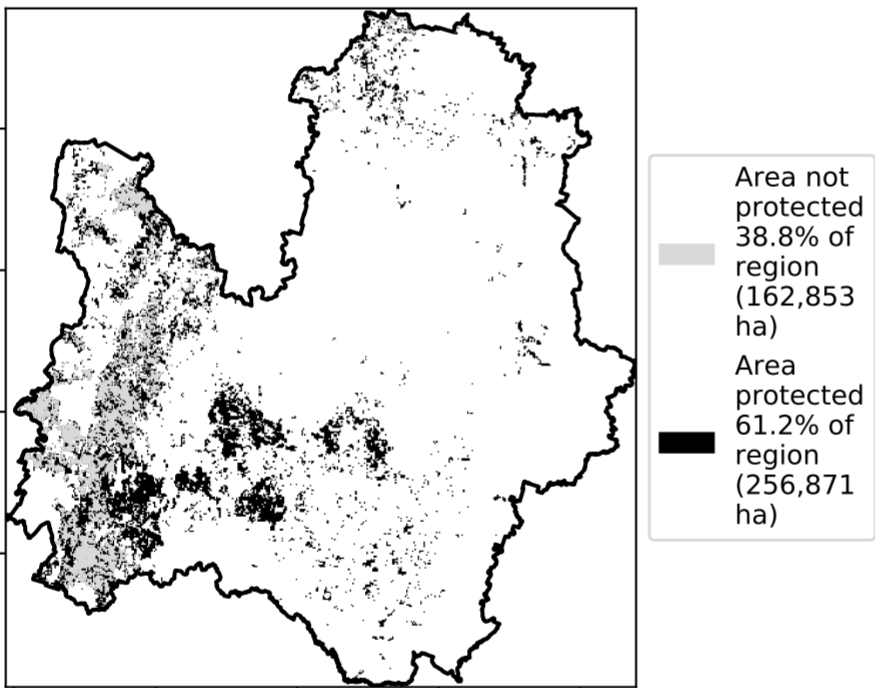 Area not
protected
38.8% of
region
(162,853
ha)
Area
protected
61.2% of
region
(256,871
ha)